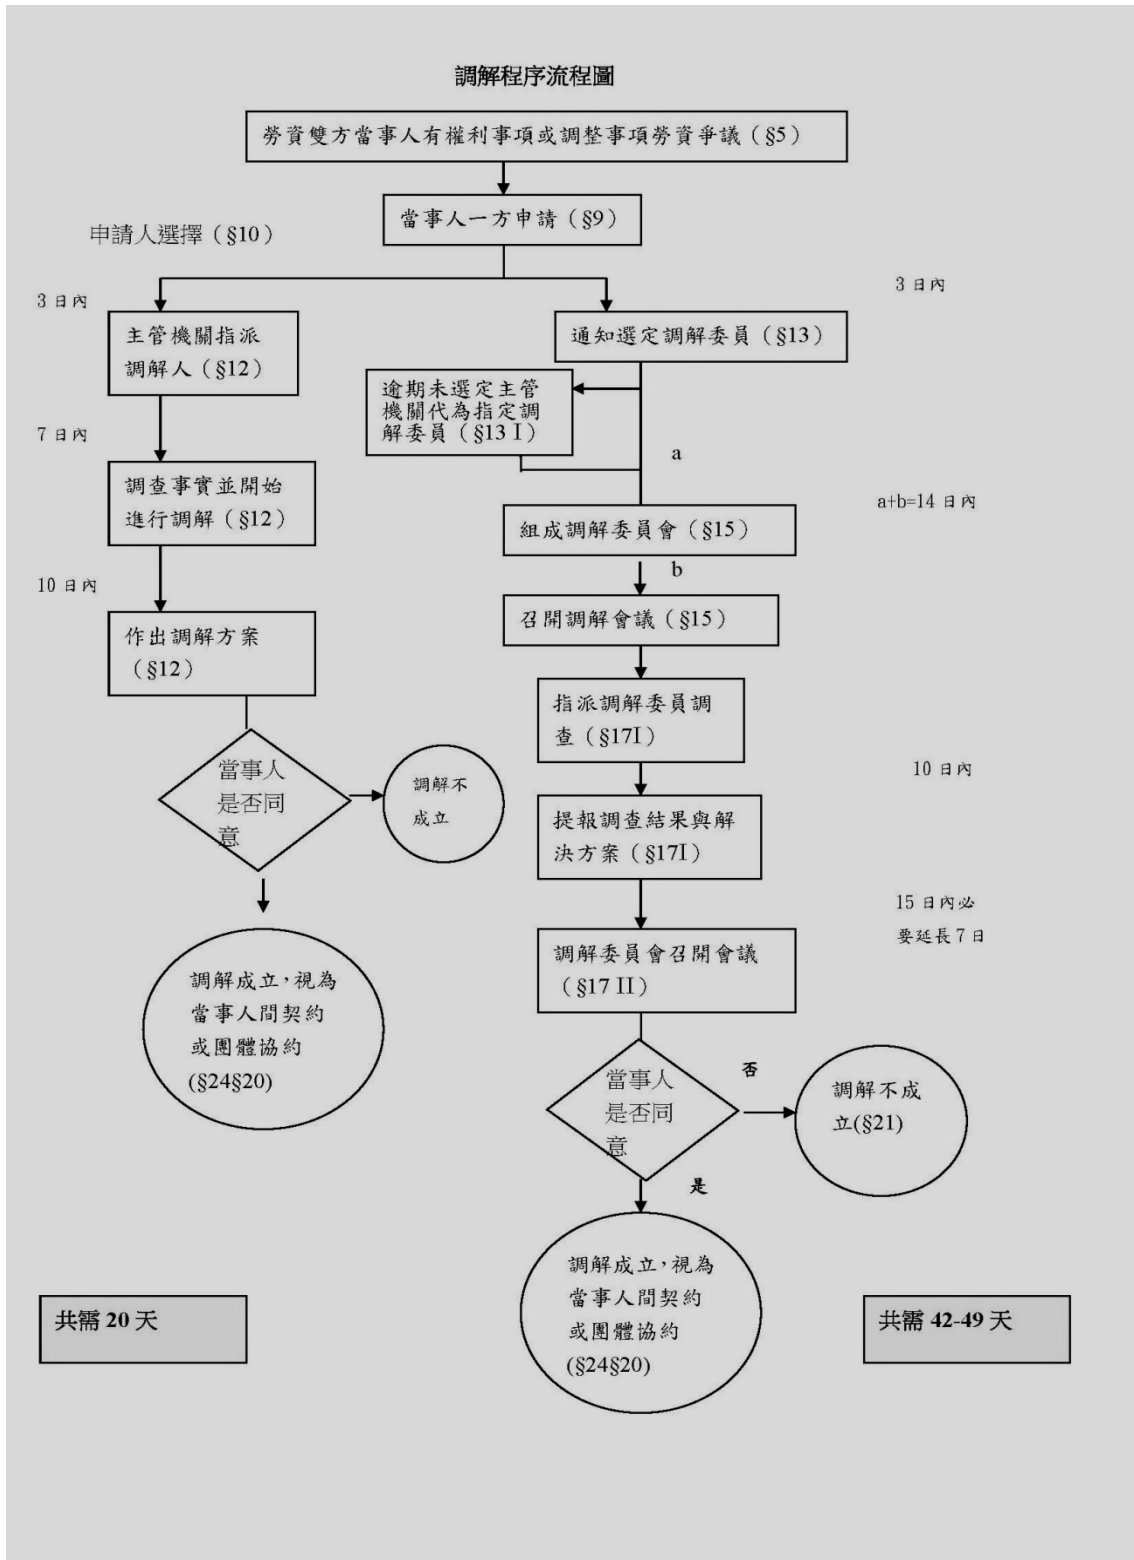 調解程序流程圖
勞資雙方當事人有權利事項或調整事項勞資爭議（§5）
當事人一方申請（§9）
申請人選擇（§10）
3 日內
3 日內
主管機關指派
調解人（§12）
通知選定調解委員（§13）
逾期未選定主管
機關代為指定調
解委員（§13 I）
7 日內
a
調查事實並開始
進行調解（§12）
a+b=14 日內
組成調解委員會（§15）
b
10 日內
召開調解會議（§15）
作出調解方案
（§12）
指派調解委員調
查（§17I）
當事人
是否同
意
調解不
成立
10 日內
提報調查結果與解
決方案（§17I）
15 日內必
要延長 7 日
調解委員會召開會議
（§17 II）
調解成立，視為
當事人間契約
或團體協約
(§24§20)
當事人
是否同
意
否
調解不成
立(§21)
是
調解成立，視為
當事人間契約
或團體協約
(§24§20)
共需 20 天
共需 42-49 天